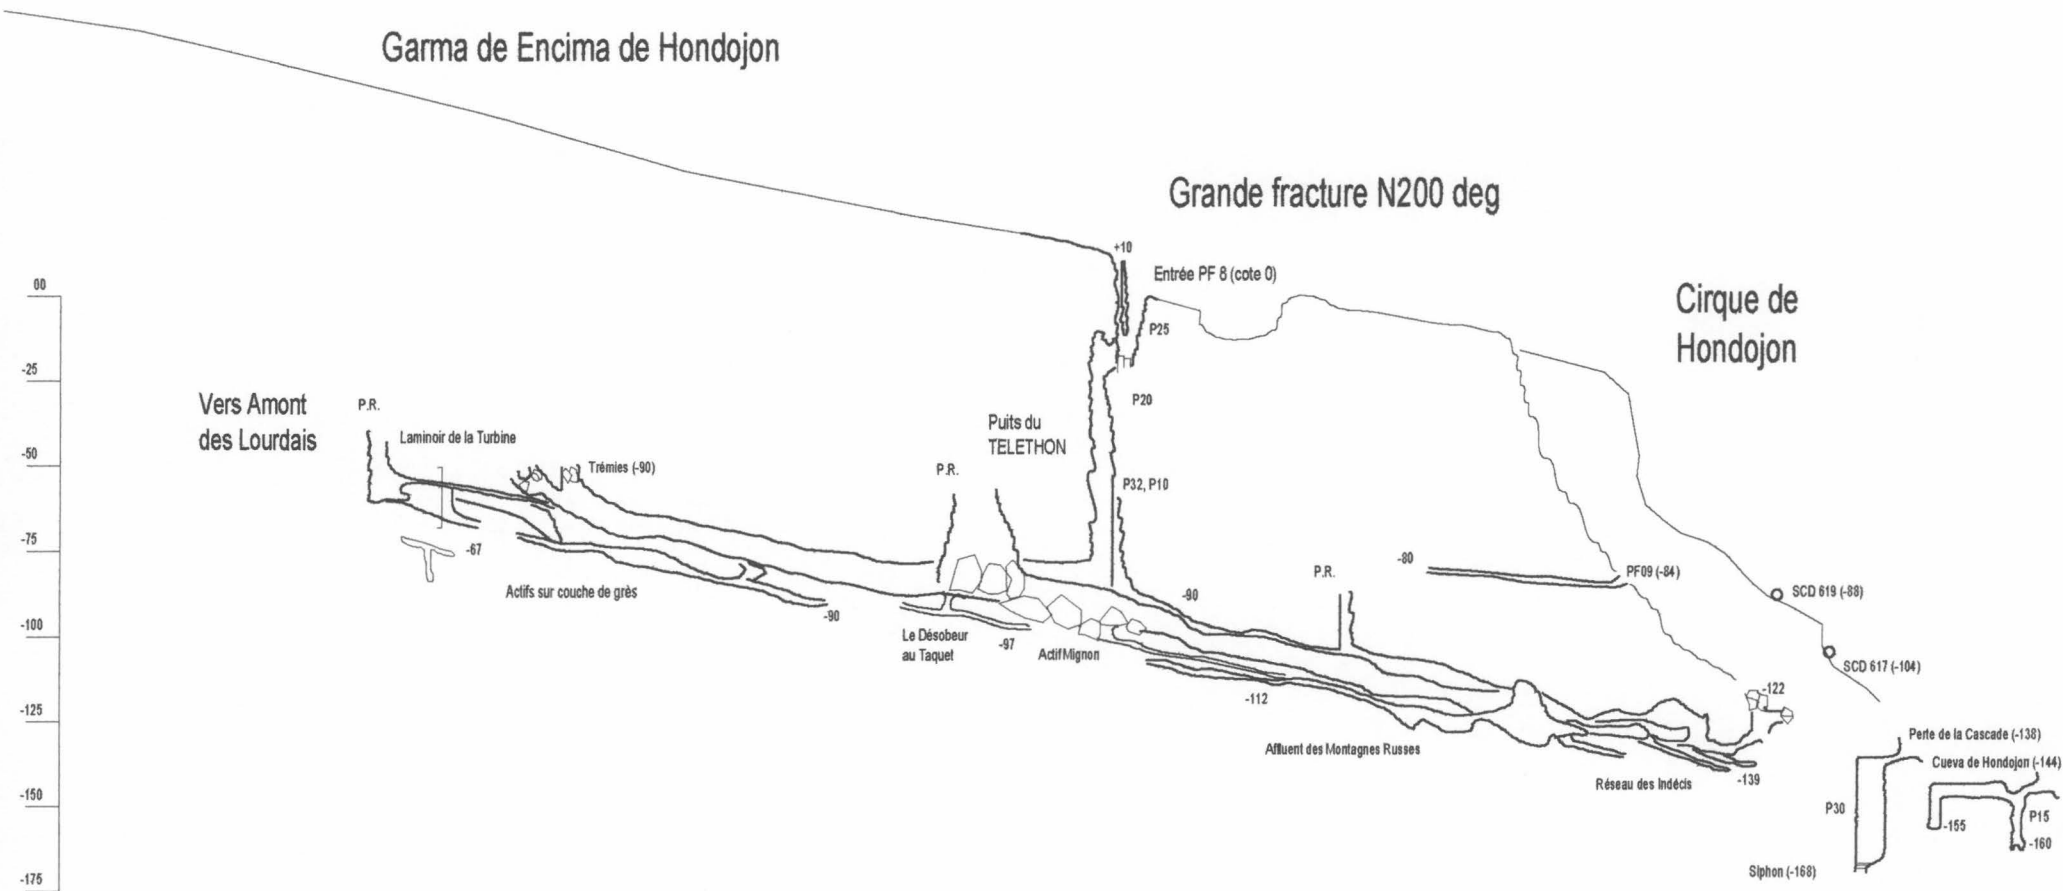 Garma de Encima de Hondojon
Grande fracture N200 deg
+10
Entrée PF 8 (cote 0)
Cirque de
Hondojon
00
-25
-50
-75
-100
-125
-150
-175
P25
P20
P32, P10
Vers Amont
des Lourdais
P.R.
Laminoir de la Turbine
Trémies (-90)
Puits du
TELETHON
P.R.
-67
Actifs sur couche de grès
-90
Le Désobeur
au Taquet
-97
Actif Mignon
-90
P.R.
-80
PF09 (-84)
SCD 619 (-88)
SCD 617 (-104)
-112
-122
Affluent des Montagnes Russes
Réseau des Indécis
-139
Perte de la Cascade (-138)
Cueva de Hondojon (-144)
P30
-155
P15
-160
Siphon (-168)